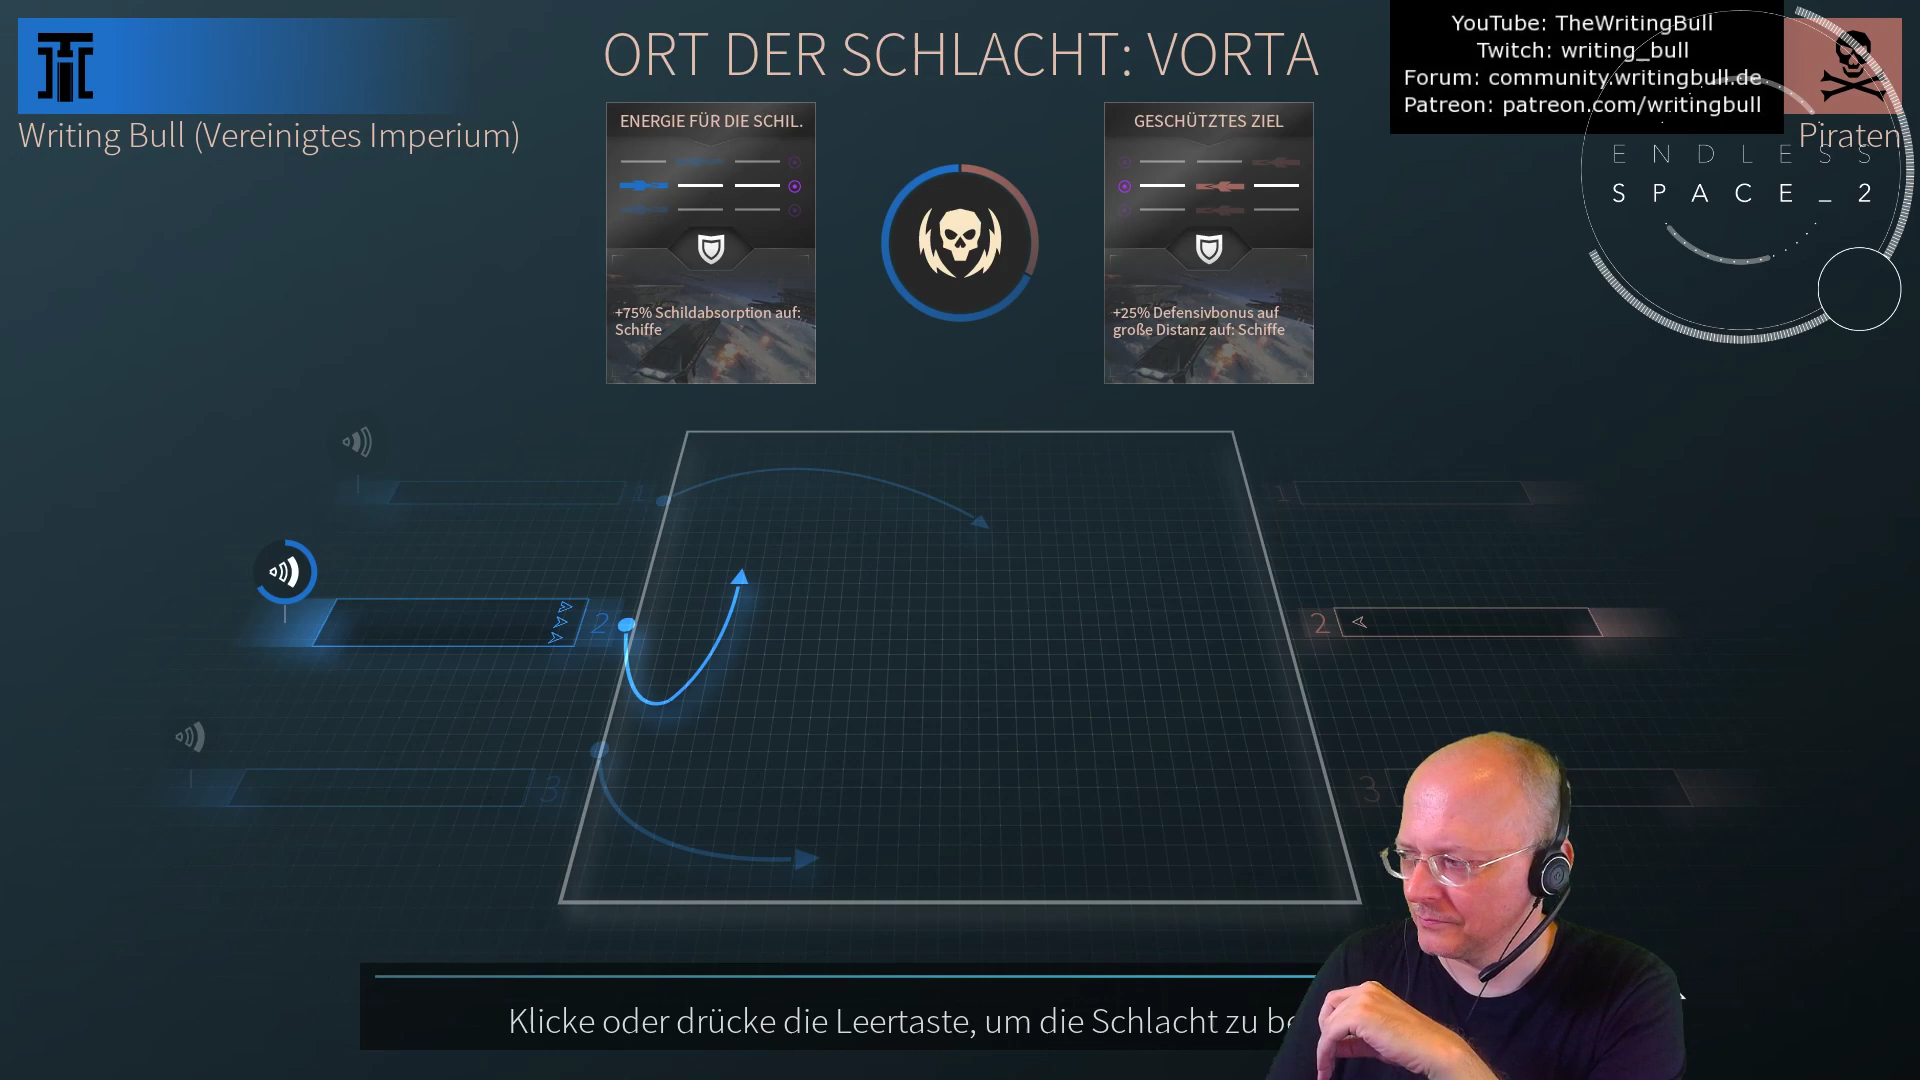 ORT DER SCHLACHT: VORTA
YouTube: TheWritingBull
Twitch: writing_bull
Forum: community.writingbull.de
Patreon: patreon.com/writingbull
Writing Bull (Vereinigtes Imperium)
Piraten
ENDLESS
SPACE_2
ENERGIE FÜR DIE SCHIL.
+75% Schildabsorption auf:
Schiffe
GESCHÜTZTES ZIEL
+25% Defensivbonus auf
große Distanz auf: Schiffe
1
1
2
2
3
3
Klicke oder drücke die Leertaste, um die Schlacht zu be